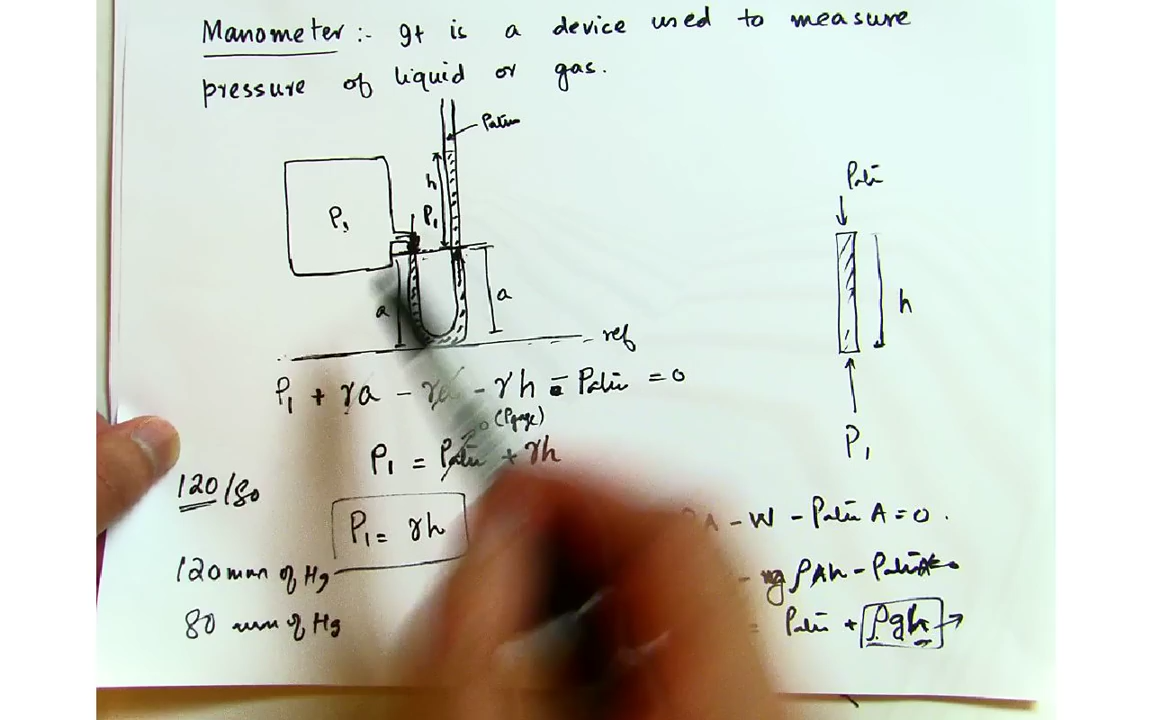 Manometer :- It is a device used to measure
pressure of liquid or gas.
Patm
h
P₁
P₁
a
a
ref
P₁ + γa - γa - γh - Patm = 0
(Pgage)
P₁ = Patm + γh
P₁ = γh
120/80
120 mm of Hg
80 mm of Hg
Patm
h
P₁
A - W - Patm A = 0 .
ρAh - Patm A
= Patm + ρgh